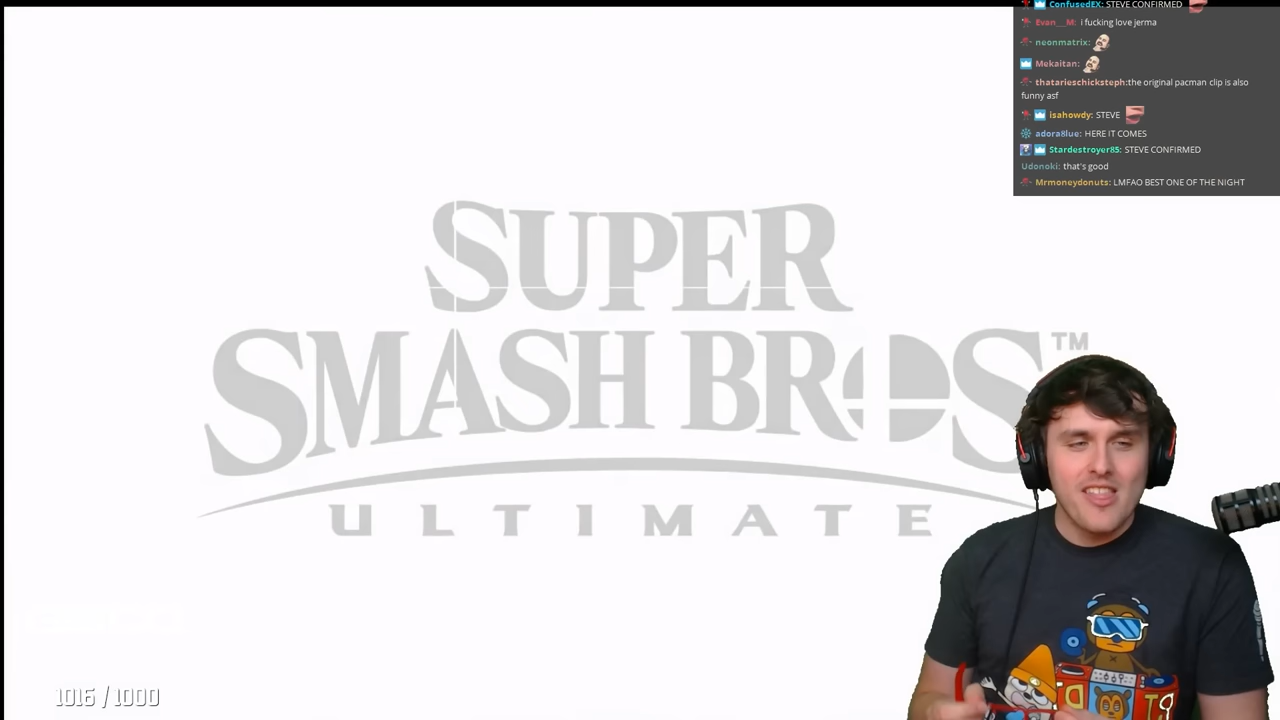 ConfusedEX: STEVE CONFIRMED
Evan__M: i fucking love jerma
neonmatrix:
Mekaitan:
thatarieschicksteph:the original pacman clip is also
funny asf
isahowdy: STEVE
adora8lue: HERE IT COMES
Stardestroyer85: STEVE CONFIRMED
Udonoki: that's good
Mrmoneydonuts: LMFAO BEST ONE OF THE NIGHT
SUPER
SMASH BROS™
ULTIMATE
1016 / 1000